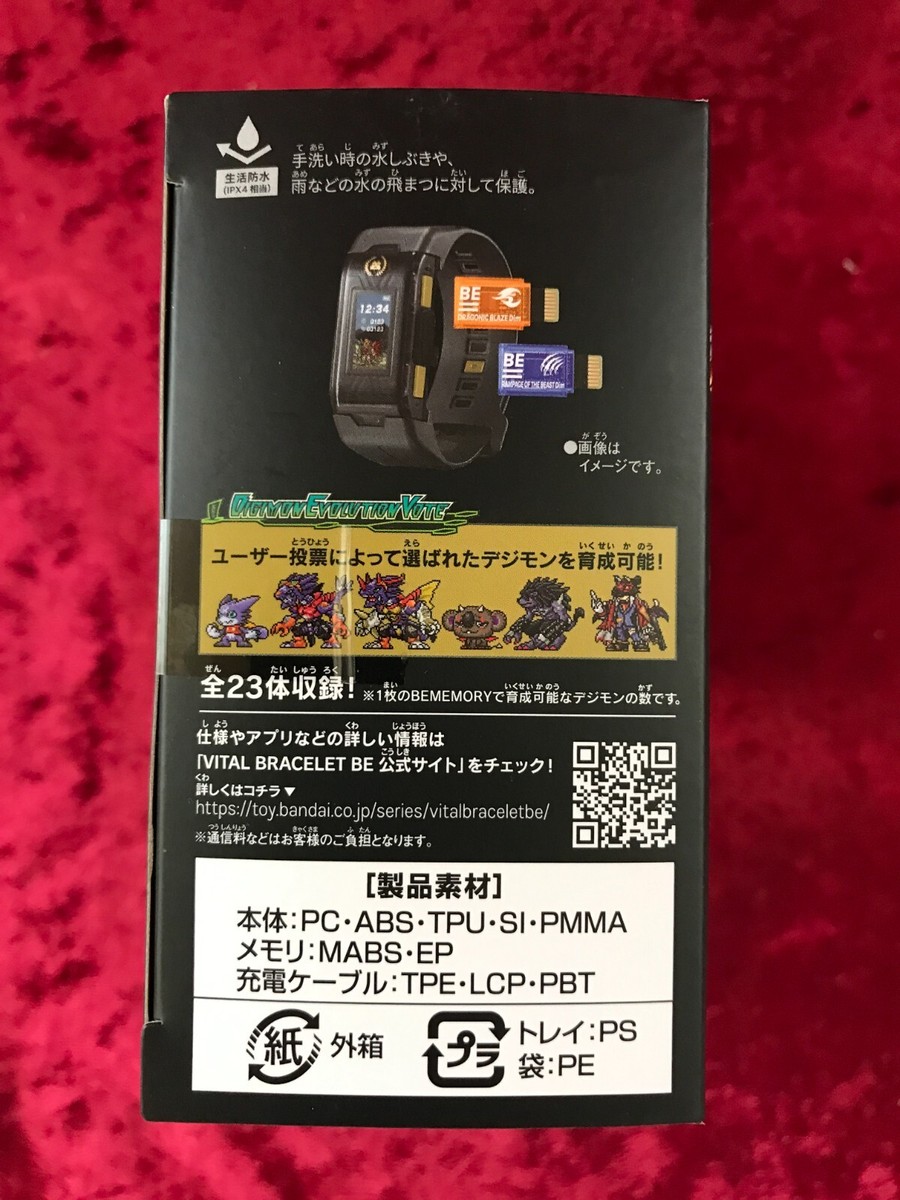 生活防水
(IPX4 相当)
手洗い時の水しぶきや、
雨などの水の飛まつに対して保護。
12:34
BE
DRAGONIC BLAZE Dim
BE
RAMPAGE OF THE BEAST Dim
●画像は
イメージです。
DIGIMON EVOLUTION VOTE
ユーザー投票によって選ばれたデジモンを育成可能!
全23体収録! ※1枚のBEMEMORYで育成可能なデジモンの数です。
仕様やアプリなどの詳しい情報は
「VITAL BRACELET BE 公式サイト」をチェック!
詳しくはコチラ▼
https://toy.bandai.co.jp/series/vitalbraceletbe/
※通信料などはお客様のご負担となります。
[製品素材]
本体:PC・ABS・TPU・SI・PMMA
メモリ:MABS・EP
充電ケーブル:TPE・LCP・PBT
紙 外箱
プラ トレイ:PS
袋:PE